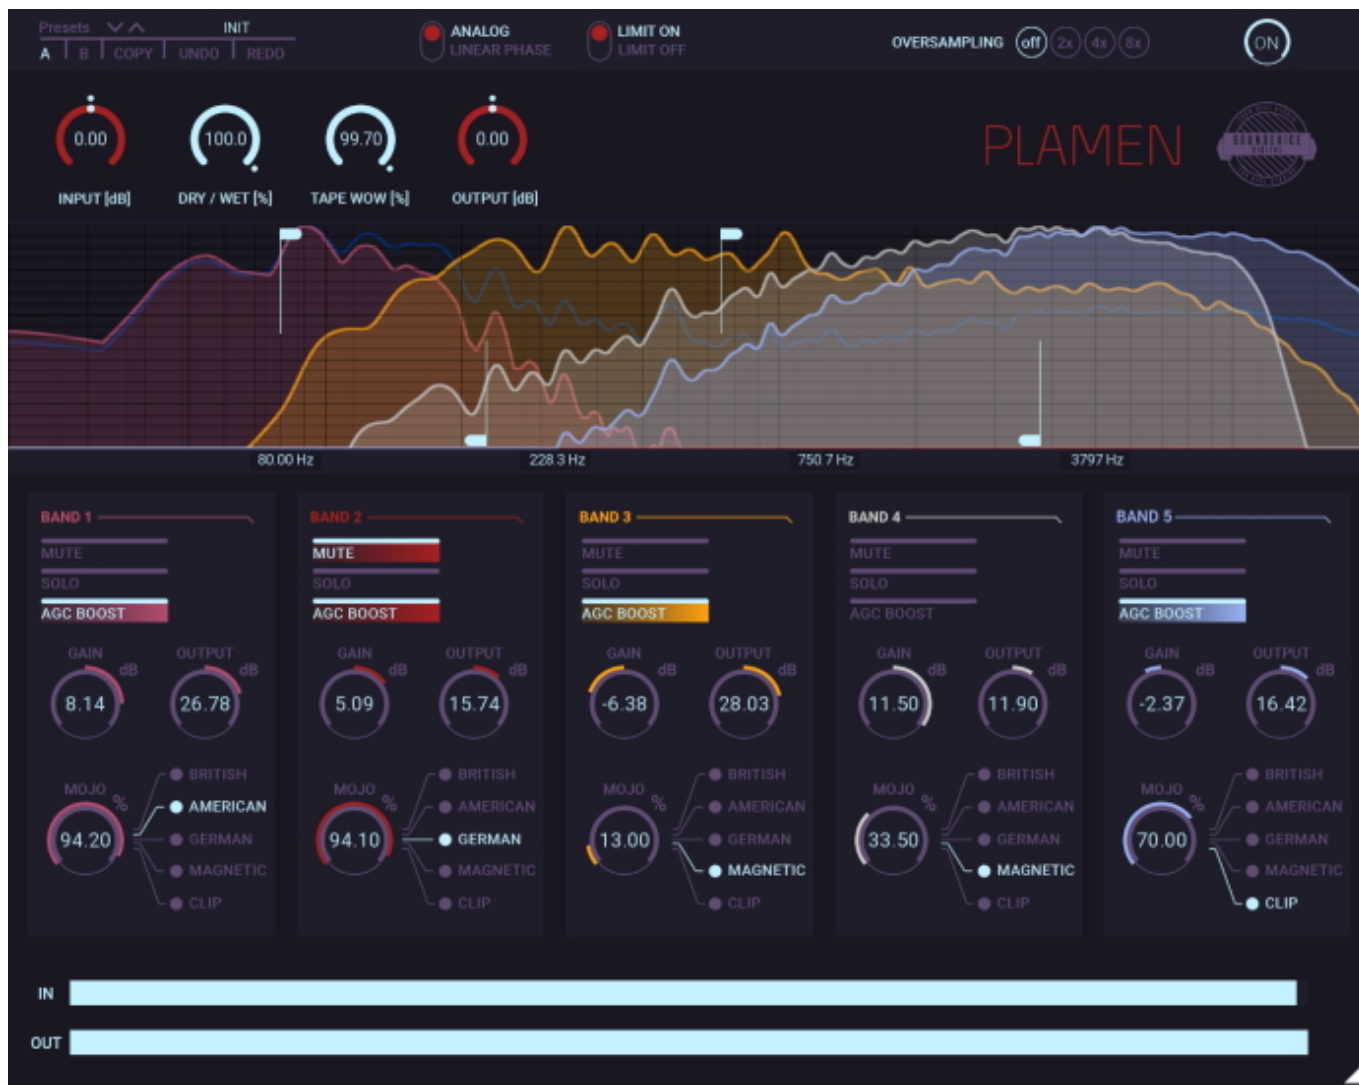 Presets INIT
A B COPY UNDO REDO
ANALOG
LINEAR PHASE
LIMIT ON
LIMIT OFF
OVERSAMPLING off 2x 4x 8x
ON
0.00 100.0 99.70 0.00
INPUT [dB] DRY / WET [%] TAPE WOW [%] OUTPUT [dB]
PLAMEN
SOUNDEVICE
DIGITAL
80.00 Hz 228.3 Hz 750.7 Hz 3797 Hz
BAND 1
MUTE
SOLO
AGC BOOST
GAIN OUTPUT
dB
8.14 26.78
MOJO %
94.20
BRITISH
AMERICAN
GERMAN
MAGNETIC
CLIP
BAND 2
MUTE
SOLO
AGC BOOST
GAIN dB OUTPUT dB
5.09 15.74
MOJO %
94.10
BRITISH
AMERICAN
GERMAN
MAGNETIC
CLIP
BAND 3
MUTE
SOLO
AGC BOOST
GAIN dB OUTPUT dB
-6.38 28.03
MOJO %
13.00
BRITISH
AMERICAN
GERMAN
MAGNETIC
CLIP
BAND 4
MUTE
SOLO
AGC BOOST
GAIN dB OUTPUT dB
11.50 11.90
MOJO %
33.50
BRITISH
AMERICAN
GERMAN
MAGNETIC
CLIP
BAND 5
MUTE
SOLO
AGC BOOST
GAIN dB OUTPUT dB
-2.37 16.42
MOJO %
70.00
BRITISH
AMERICAN
GERMAN
MAGNETIC
CLIP
IN
OUT